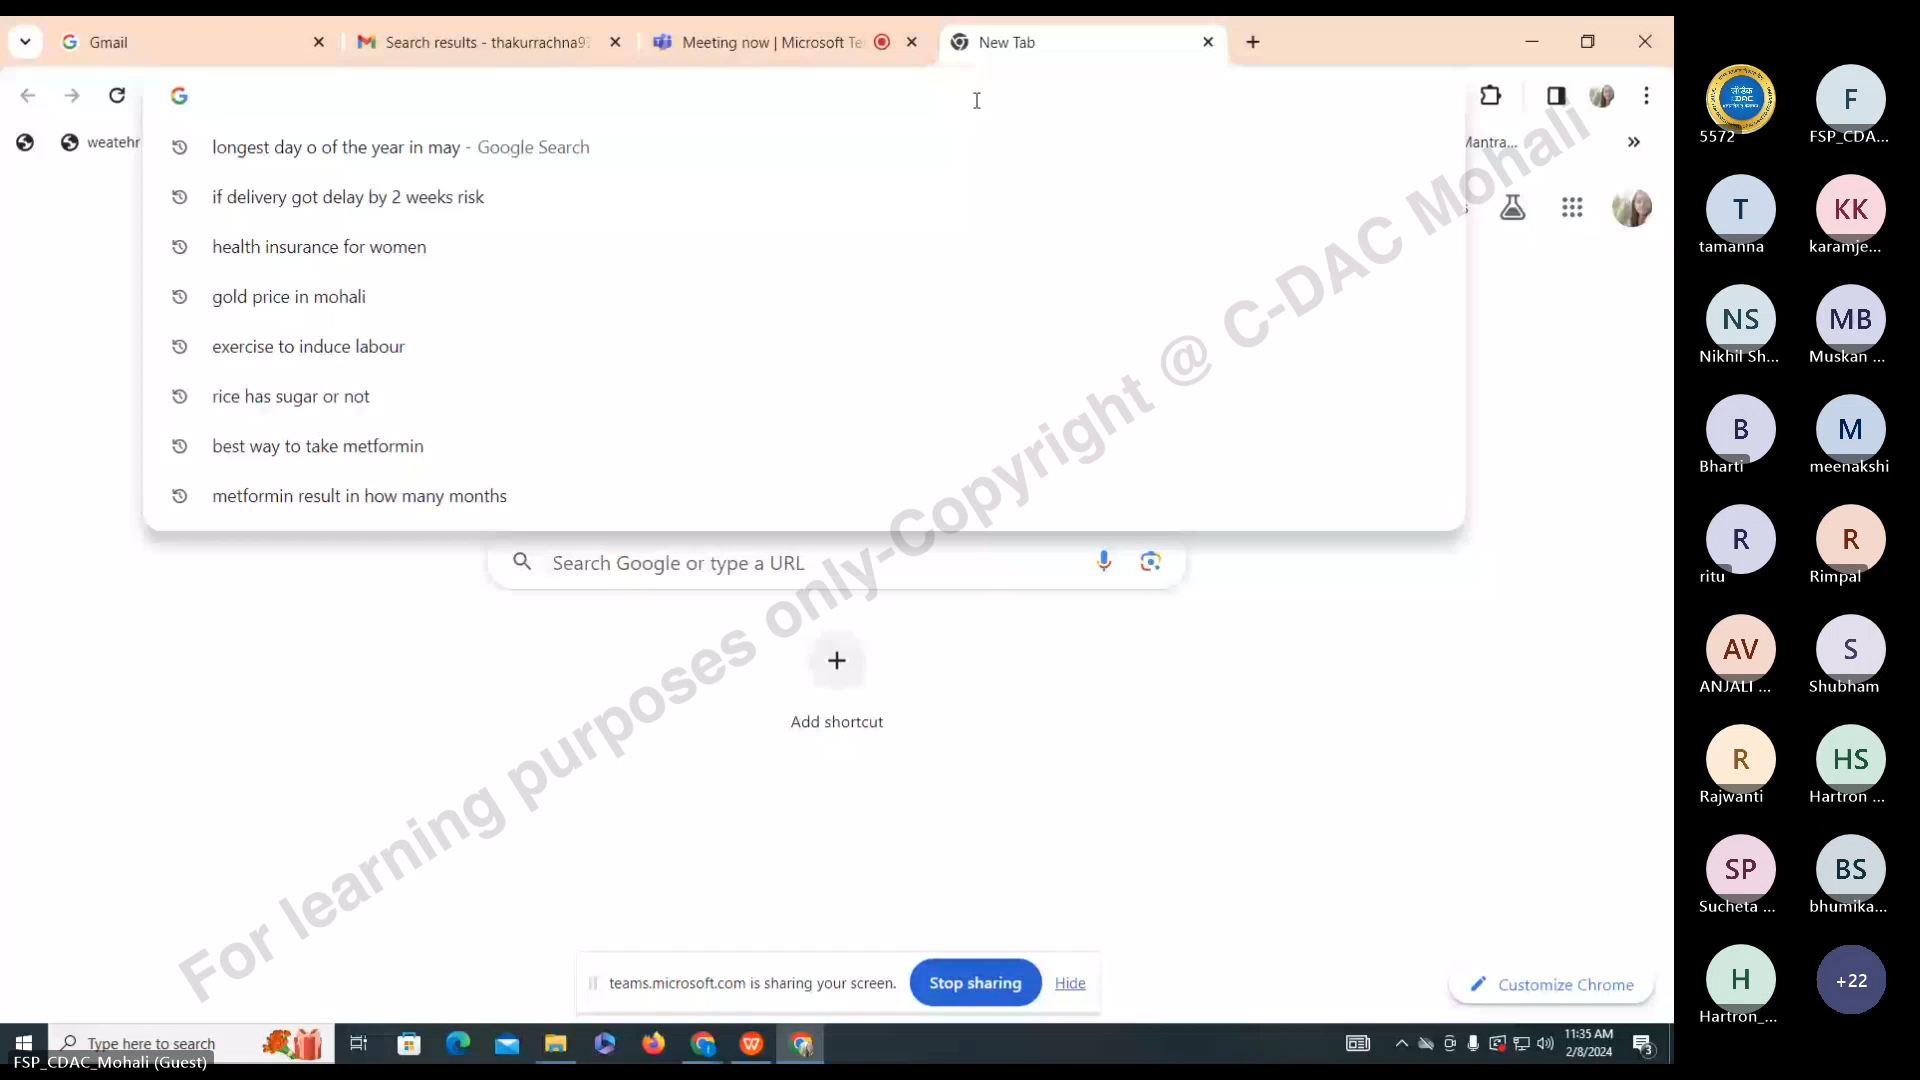 Gmail
Search results - thakurrachna9
Meeting now | Microsoft Te
New Tab
weatehr
Mantra...
longest day o of the year in may - Google Search
if delivery got delay by 2 weeks risk
health insurance for women
gold price in mohali
exercise to induce labour
rice has sugar or not
best way to take metformin
metformin result in how many months
Search Google or type a URL
Add shortcut
For learning purposes only-Copyright @ C-DAC Mohali
teams.microsoft.com is sharing your screen.
Stop sharing
Hide
Customize Chrome
Type here to search
11:35 AM
2/8/2024
3
FSP_CDAC_Mohali (Guest)
5572
F
FSP_CDA...
T
tamanna
KK
karamje...
NS
Nikhil Sh...
MB
Muskan ...
B
Bharti
M
meenakshi
R
ritu
R
Rimpal
AV
ANJALI ...
S
Shubham
R
Rajwanti
HS
Hartron ...
SP
Sucheta ...
BS
bhumika...
H
Hartron_...
+22